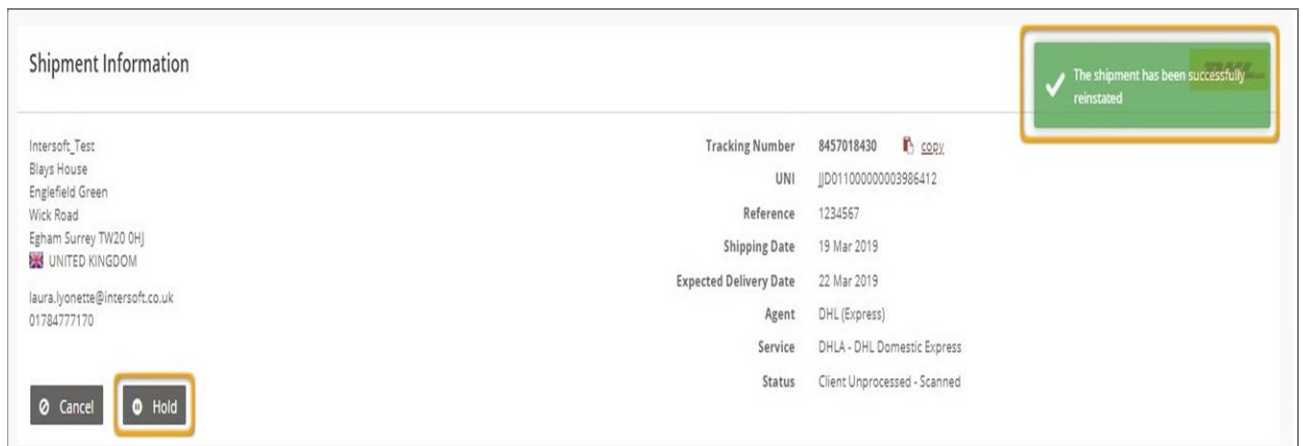 Shipment Information
The shipment has been successfully
reinstated
Intersoft_Test
Blays House
Englefield Green
Wick Road
Egham Surrey TW20 0HJ
UNITED KINGDOM
laura.lyonette@intersoft.co.uk
01784777170
Tracking Number 8457018430 copy
UNI JJD011000000003986412
Reference 1234567
Shipping Date 19 Mar 2019
Expected Delivery Date 22 Mar 2019
Agent DHL (Express)
Service DHLA - DHL Domestic Express
Status Client Unprocessed - Scanned
Cancel Hold